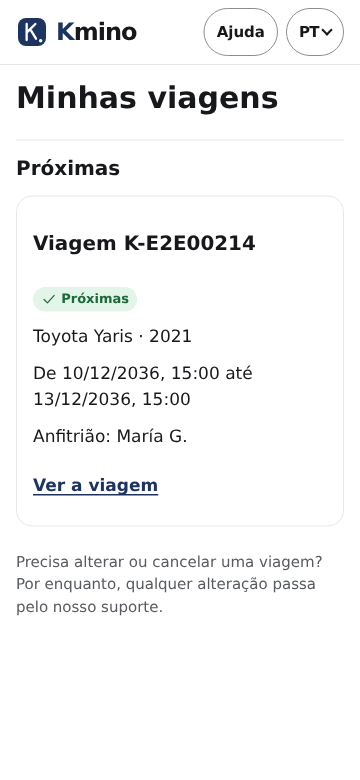 K. Kmino
Ajuda
PT
Minhas viagens
Próximas
Viagem K-E2E00214
Próximas
Toyota Yaris · 2021
De 10/12/2036, 15:00 até
13/12/2036, 15:00
Anfitrião: María G.
Ver a viagem
Precisa alterar ou cancelar uma viagem?
Por enquanto, qualquer alteração passa
pelo nosso suporte.